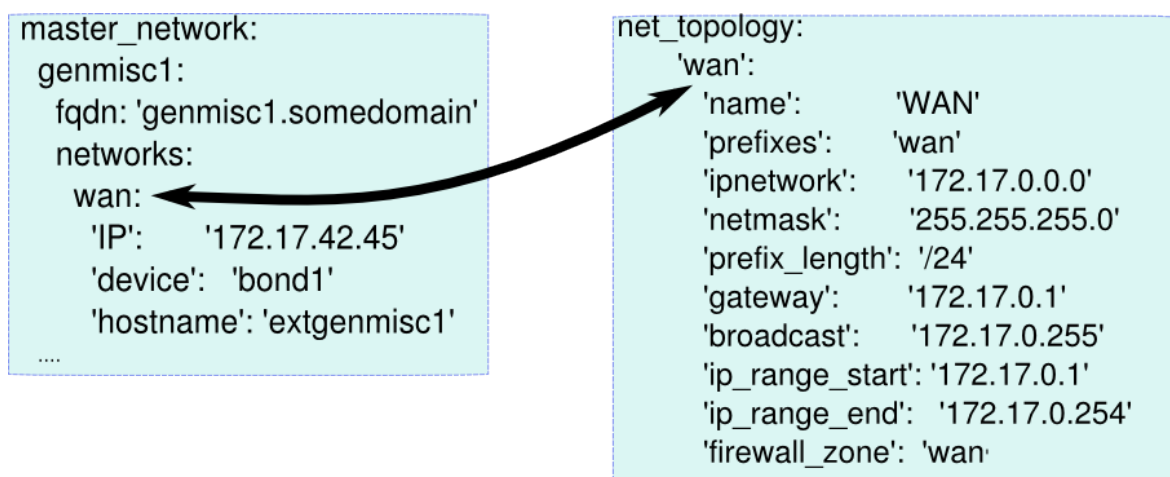 master_network:
genmisc1:
fqdn: 'genmisc1.somedomain'
networks:
wan:
'IP': '172.17.42.45'
'device': 'bond1'
'hostname': 'extgenmisc1'
....
net_topology:
'wan':
'name': 'WAN'
'prefixes': 'wan'
'ipnetwork': '172.17.0.0.0'
'netmask': '255.255.255.0'
'prefix_length': '/24'
'gateway': '172.17.0.1'
'broadcast': '172.17.0.255'
'ip_range_start': '172.17.0.1'
'ip_range_end': '172.17.0.254'
'firewall_zone': 'wan'